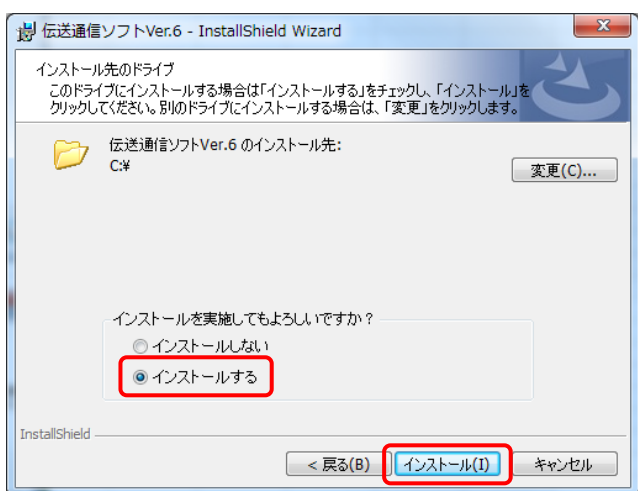 伝送通信ソフトVer.6 - InstallShield Wizard
インストール先のドライブ
このドライブにインストールする場合は「インストールする」をチェックし、「インストール」を
クリックしてください。別のドライブにインストールする場合は、「変更」をクリックします。
伝送通信ソフトVer.6 のインストール先:
C:¥
変更(C)...
インストールを実施してもよろしいですか？
インストールしない
インストールする
InstallShield
< 戻る(B)
インストール(I)
キャンセル